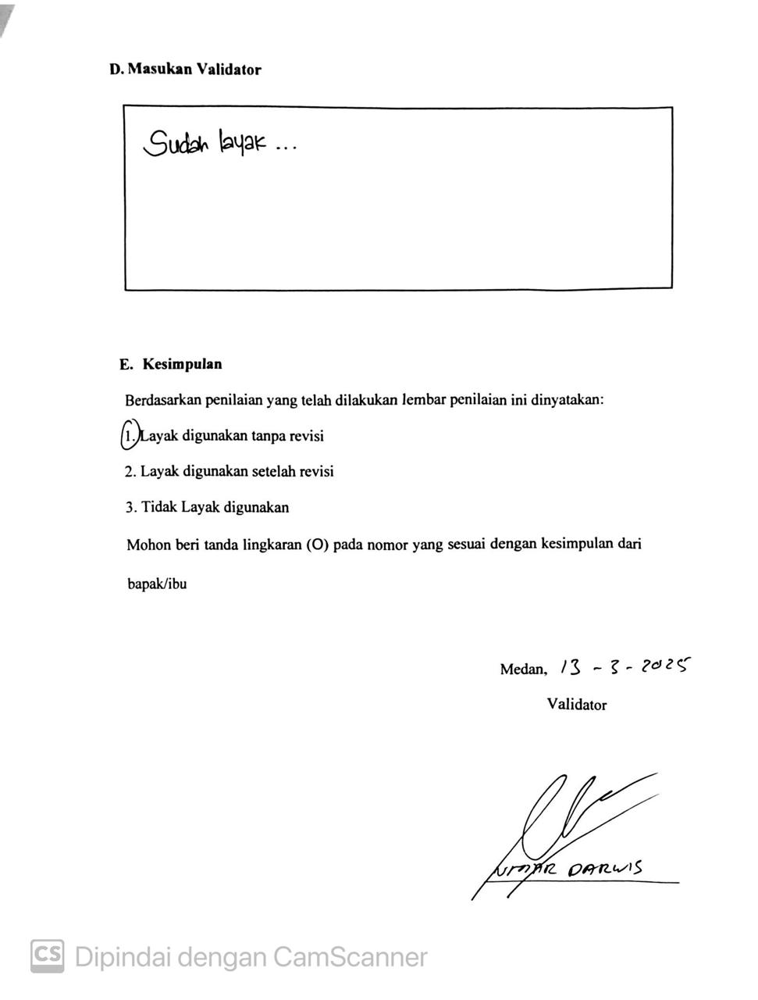 D. Masukan Validator
Sudah layak ...
E. Kesimpulan
Berdasarkan penilaian yang telah dilakukan lembar penilaian ini dinyatakan:
1. Layak digunakan tanpa revisi
2. Layak digunakan setelah revisi
3. Tidak Layak digunakan
Mohon beri tanda lingkaran (O) pada nomor yang sesuai dengan kesimpulan dari
bapak/ibu
Medan, 13 - 3 - 2025
Validator
UMAR DARWIS
CS Dipindai dengan CamScanner